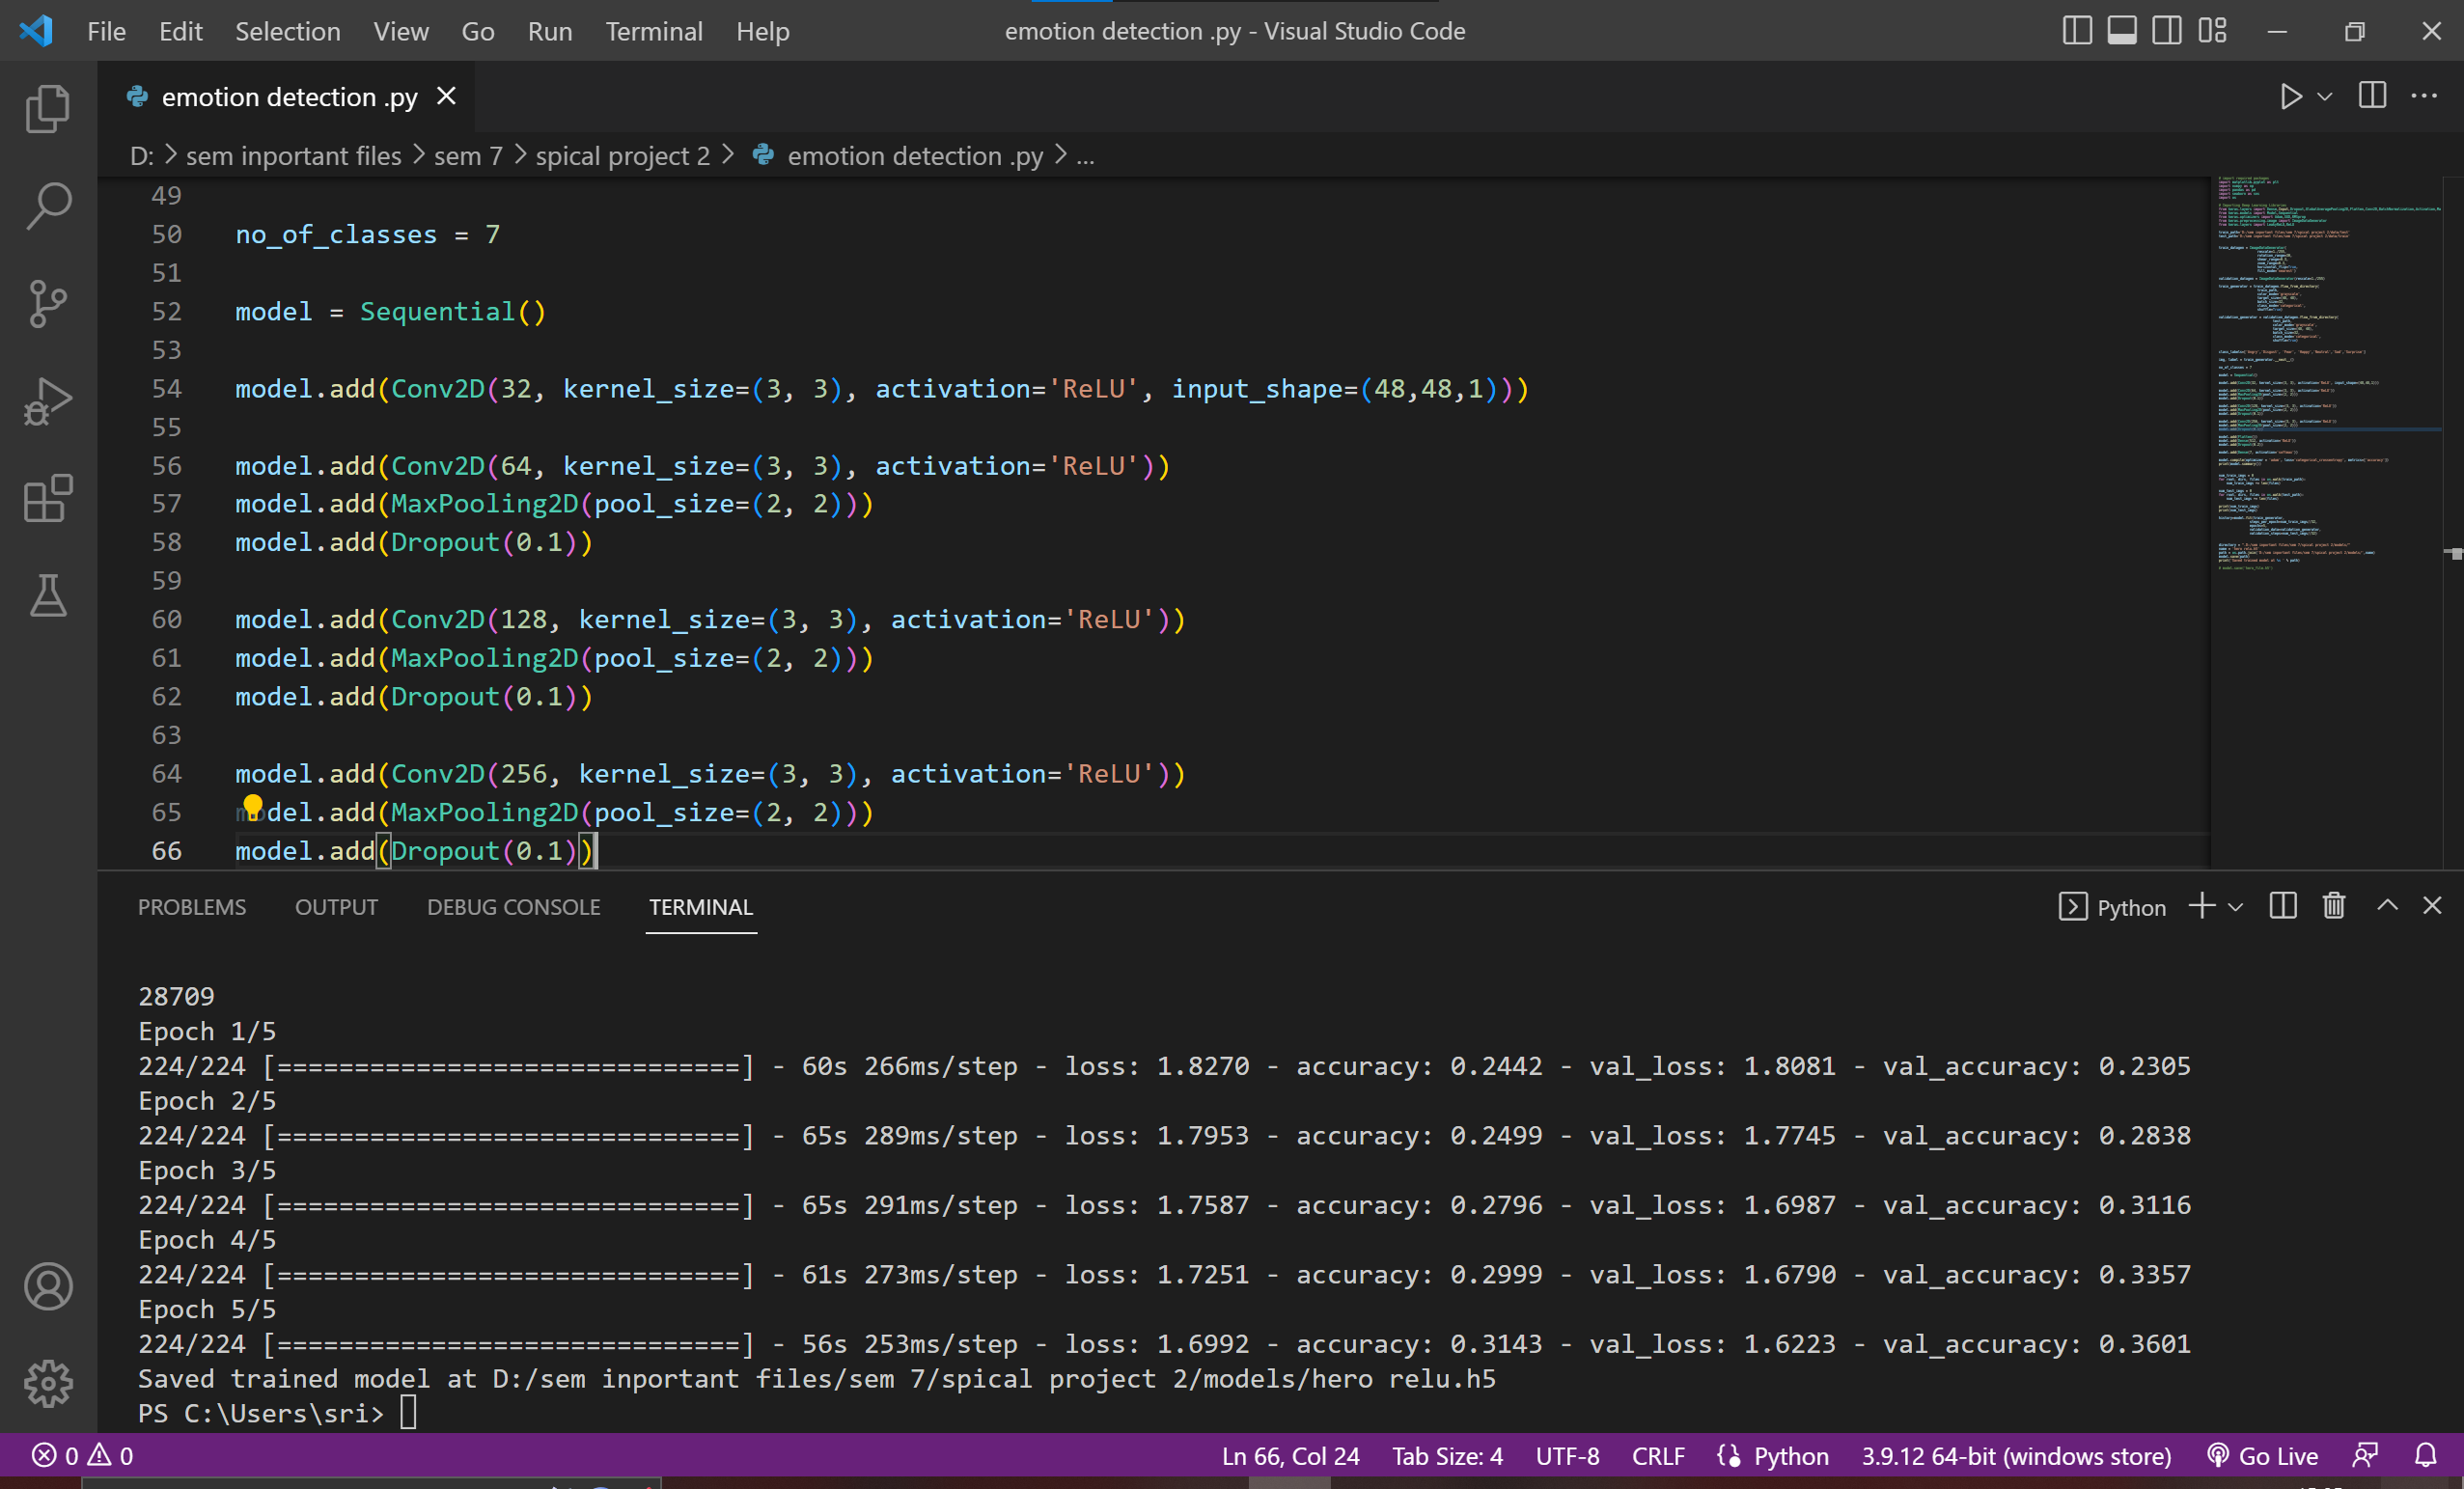 File Edit Selection View Go Run Terminal Help emotion detection .py - Visual Studio Code
emotion detection .py
D: > sem inportant files > sem 7 > spical project 2 > emotion detection .py > ...
49
50 no_of_classes = 7
51
52 model = Sequential()
53
54 model.add(Conv2D(32, kernel_size=(3, 3), activation='ReLU', input_shape=(48,48,1)))
55
56 model.add(Conv2D(64, kernel_size=(3, 3), activation='ReLU'))
57 model.add(MaxPooling2D(pool_size=(2, 2)))
58 model.add(Dropout(0.1))
59
60 model.add(Conv2D(128, kernel_size=(3, 3), activation='ReLU'))
61 model.add(MaxPooling2D(pool_size=(2, 2)))
62 model.add(Dropout(0.1))
63
64 model.add(Conv2D(256, kernel_size=(3, 3), activation='ReLU'))
65 model.add(MaxPooling2D(pool_size=(2, 2)))
66 model.add(Dropout(0.1))
PROBLEMS OUTPUT DEBUG CONSOLE TERMINAL Python
28709
Epoch 1/5
224/224 [==============================] - 60s 266ms/step - loss: 1.8270 - accuracy: 0.2442 - val_loss: 1.8081 - val_accuracy: 0.2305
Epoch 2/5
224/224 [==============================] - 65s 289ms/step - loss: 1.7953 - accuracy: 0.2499 - val_loss: 1.7745 - val_accuracy: 0.2838
Epoch 3/5
224/224 [==============================] - 65s 291ms/step - loss: 1.7587 - accuracy: 0.2796 - val_loss: 1.6987 - val_accuracy: 0.3116
Epoch 4/5
224/224 [==============================] - 61s 273ms/step - loss: 1.7251 - accuracy: 0.2999 - val_loss: 1.6790 - val_accuracy: 0.3357
Epoch 5/5
224/224 [==============================] - 56s 253ms/step - loss: 1.6992 - accuracy: 0.3143 - val_loss: 1.6223 - val_accuracy: 0.3601
Saved trained model at D:/sem inportant files/sem 7/spical project 2/models/hero relu.h5
PS C:\Users\sri>
0 0 Ln 66, Col 24 Tab Size: 4 UTF-8 CRLF Python 3.9.12 64-bit (windows store) Go Live